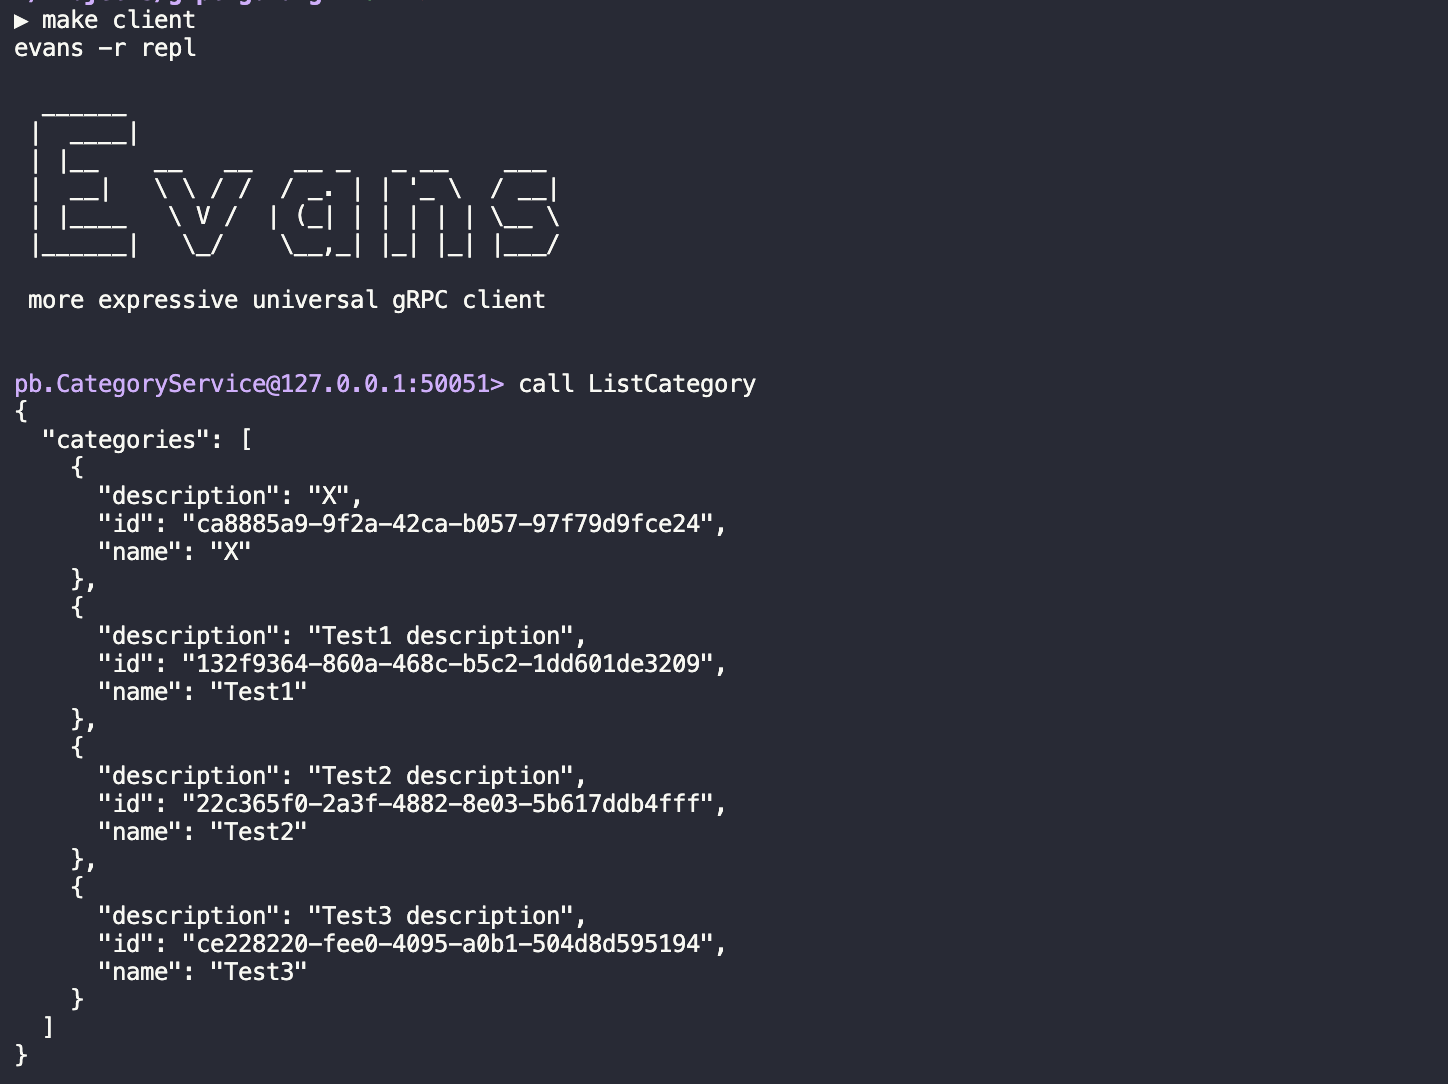 ▶ make client
evans -r repl
  ______
 |  ____|
 | |__    __   __   __ _   _ __    ___
 |  __|   \ \ / /  / _. | | '_ \  / __|
 | |____   \ V /  | (_| | | | | | \__ \
 |______|   \_/    \__,_| |_| |_| |___/
 more expressive universal gRPC client
pb.CategoryService@127.0.0.1:50051> call ListCategory
{
  "categories": [
    {
      "description": "X",
      "id": "ca8885a9-9f2a-42ca-b057-97f79d9fce24",
      "name": "X"
    },
    {
      "description": "Test1 description",
      "id": "132f9364-860a-468c-b5c2-1dd601de3209",
      "name": "Test1"
    },
    {
      "description": "Test2 description",
      "id": "22c365f0-2a3f-4882-8e03-5b617ddb4fff",
      "name": "Test2"
    },
    {
      "description": "Test3 description",
      "id": "ce228220-fee0-4095-a0b1-504d8d595194",
      "name": "Test3"
    }
  ]
}